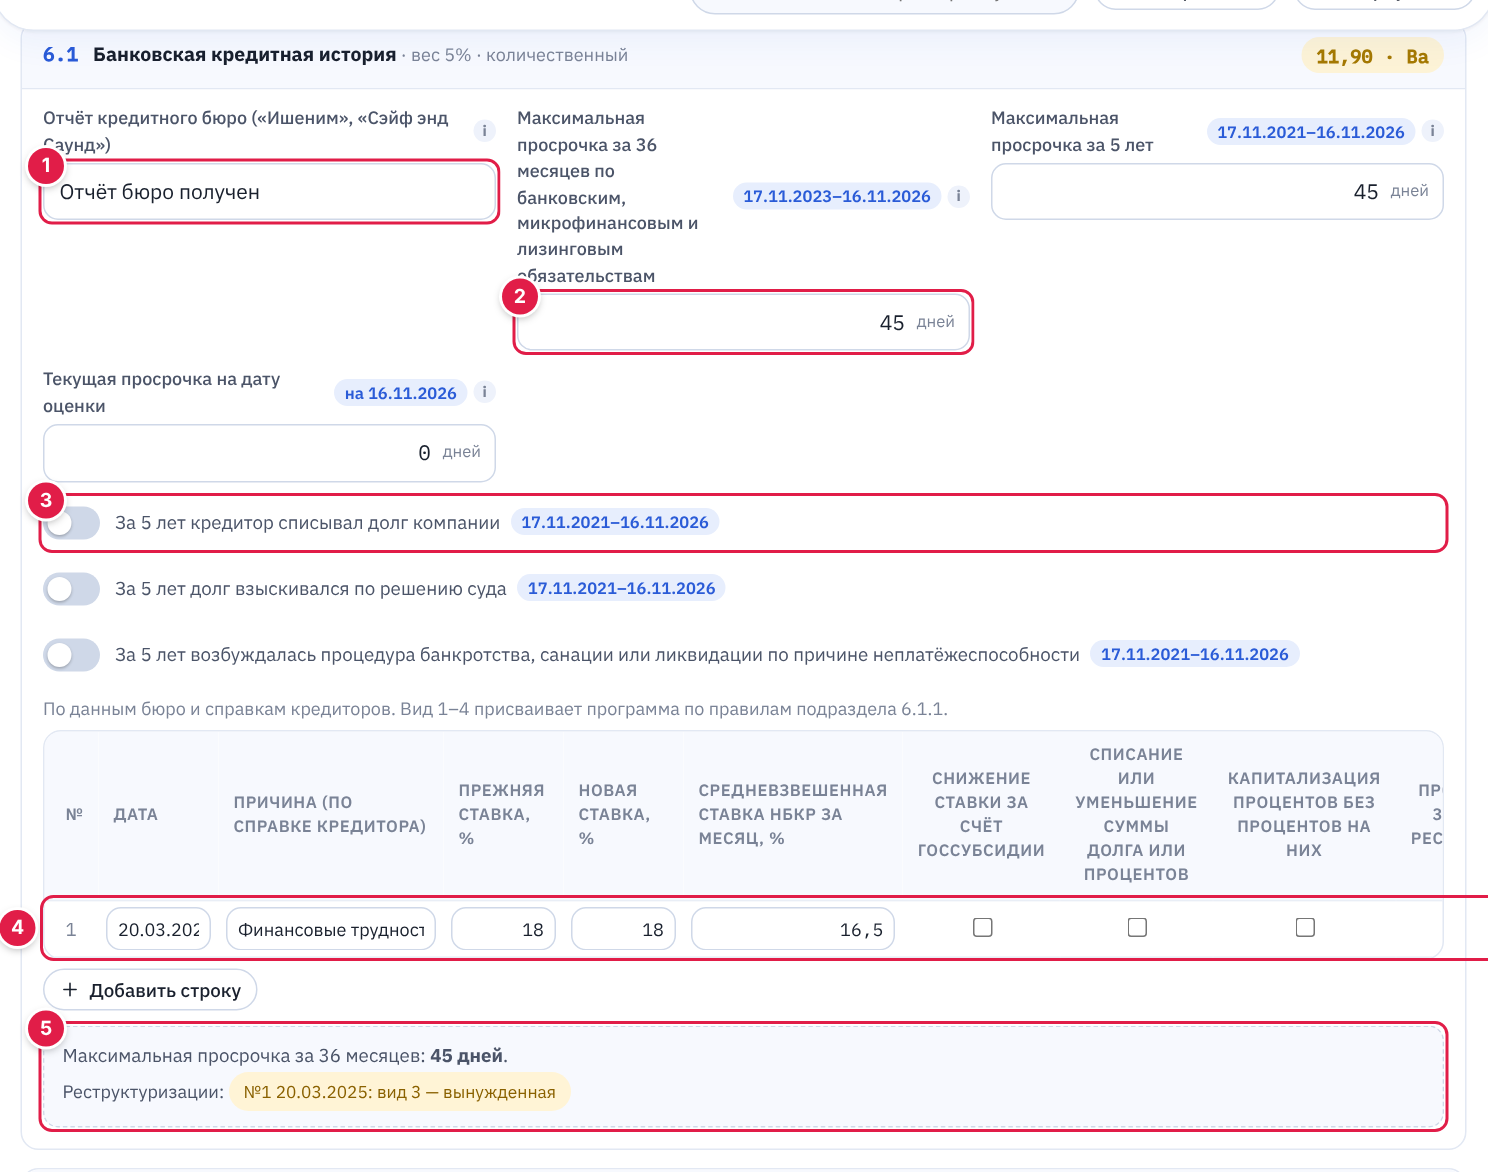 6.1 Банковская кредитная история · вес 5% · количественный
11,90 · Ba
Отчёт кредитного бюро («Ишеним», «Сэйф энд
Саунд»)
i
1
Отчёт бюро получен
Максимальная
просрочка за 36
месяцев по
банковским,
микрофинансовым и
лизинговым
обязательствам
17.11.2023–16.11.2026
i
2
45 дней
Максимальная
просрочка за 5 лет
17.11.2021–16.11.2026
i
45 дней
Текущая просрочка на дату
оценки
на 16.11.2026
i
0 дней
3
За 5 лет кредитор списывал долг компании 17.11.2021–16.11.2026
За 5 лет долг взыскивался по решению суда 17.11.2021–16.11.2026
За 5 лет возбуждалась процедура банкротства, санации или ликвидации по причине неплатёжеспособности 17.11.2021–16.11.2026
По данным бюро и справкам кредиторов. Вид 1–4 присваивает программа по правилам подраздела 6.1.1.
№
ДАТА
ПРИЧИНА (ПО
СПРАВКЕ КРЕДИТОРА)
ПРЕЖНЯЯ
СТАВКА,
%
НОВАЯ
СТАВКА,
%
СРЕДНЕВЗВЕШЕННАЯ
СТАВКА НБКР ЗА
МЕСЯЦ, %
СНИЖЕНИЕ
СТАВКИ ЗА
СЧЁТ
ГОССУБСИДИИ
СПИСАНИЕ
ИЛИ
УМЕНЬШЕНИЕ
СУММЫ
ДОЛГА ИЛИ
ПРОЦЕНТОВ
КАПИТАЛИЗАЦИЯ
ПРОЦЕНТОВ БЕЗ
ПРОЦЕНТОВ НА
НИХ
4
1 20.03.202 Финансовые трудност 18 18 16,5
+ Добавить строку
5
Максимальная просрочка за 36 месяцев: 45 дней.
Реструктуризации: №1 20.03.2025: вид 3 — вынужденная